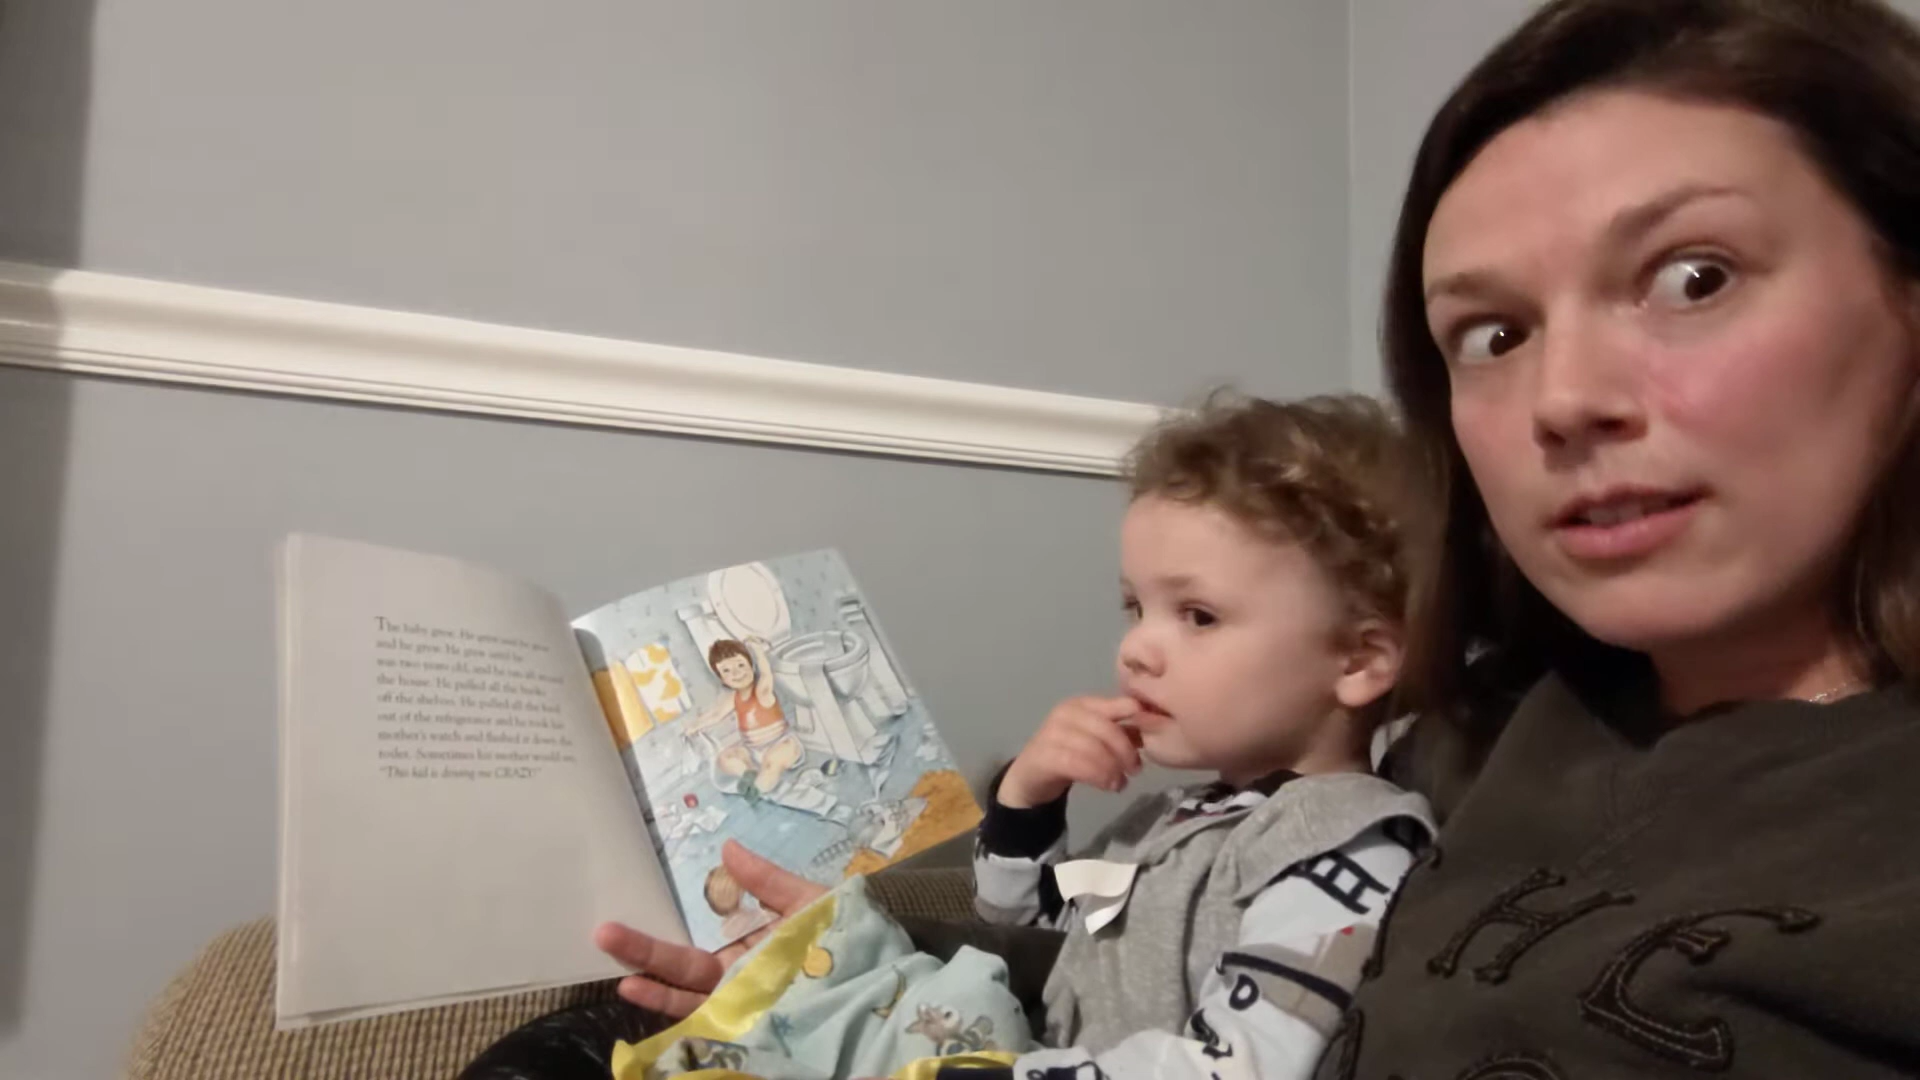 The baby grew. He grew and he grew
and he grew. He grew until he
was two years old, and he ran all around
the house. He pulled all the books
off the shelves. He pulled all the food
out of the refrigerator and he took his
mother's watch and flushed it down the
toilet. Sometimes his mother would say,
"This kid is driving me CRAZY!"
H
C